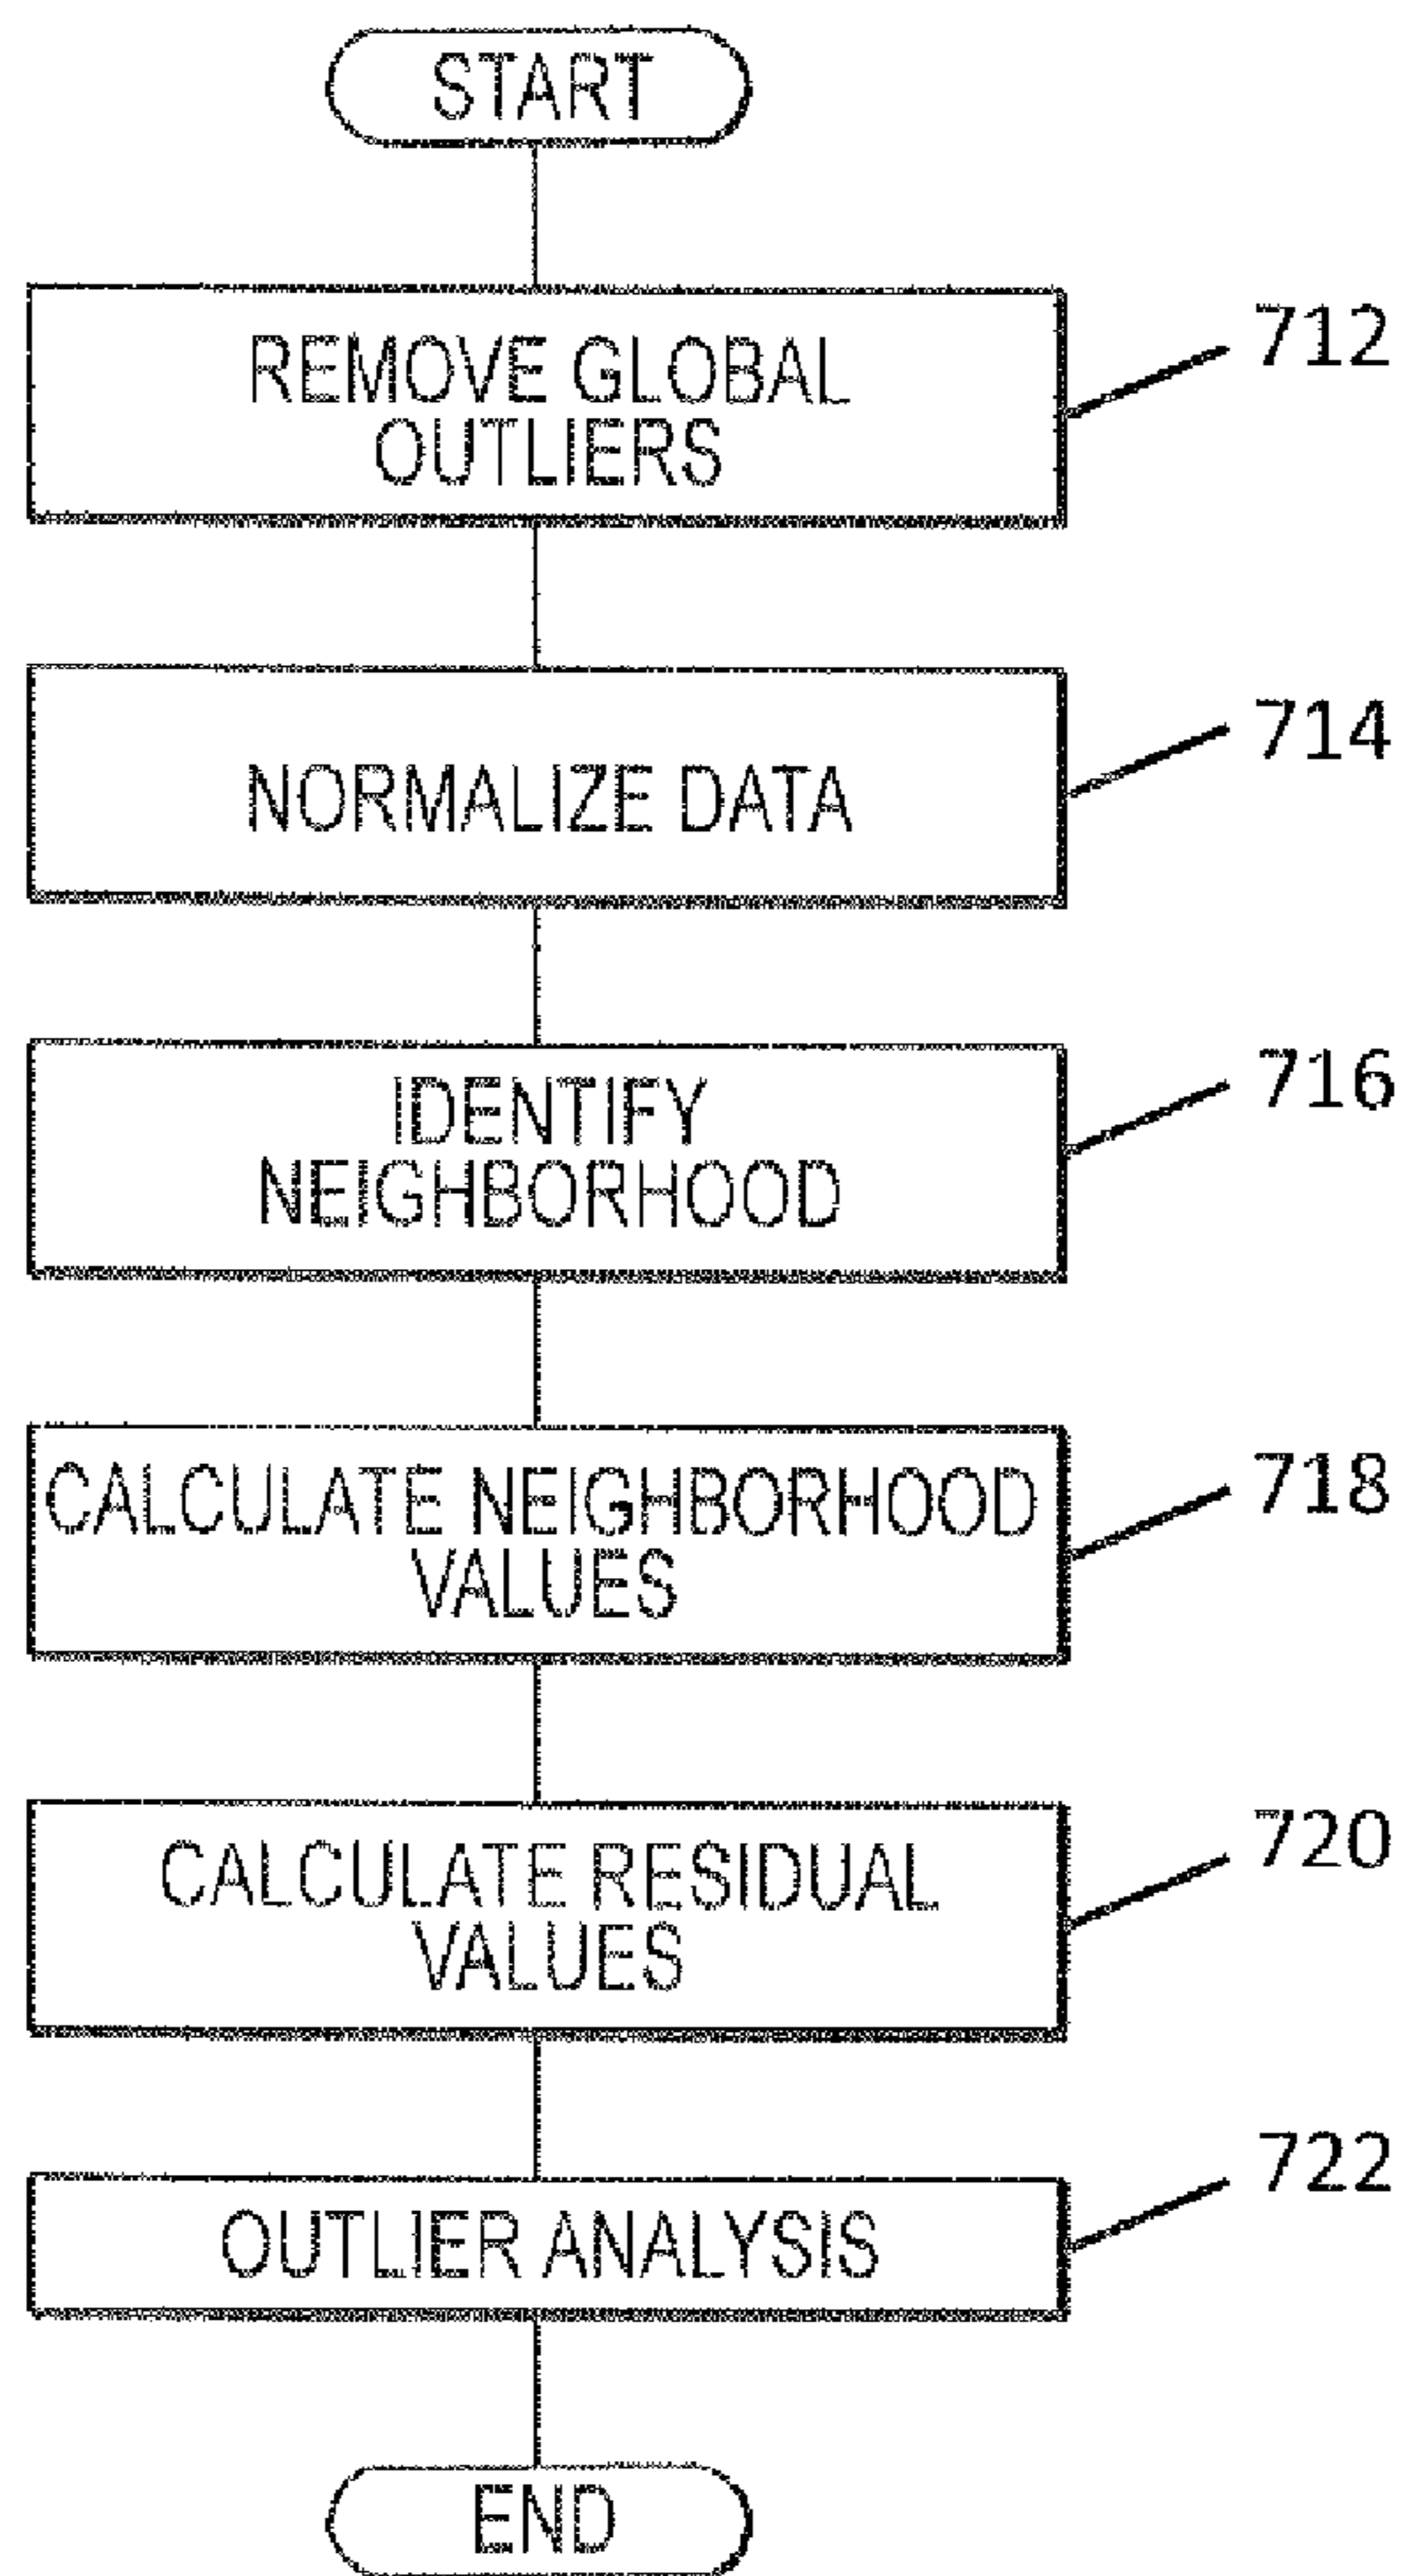 START
REMOVE GLOBAL
OUTLIERS
712
NORMALIZE DATA
714
IDENTIFY
NEIGHBORHOOD
716
CALCULATE NEIGHBORHOOD
VALUES
718
CALCULATE RESIDUAL
VALUES
720
OUTLIER ANALYSIS
722
END